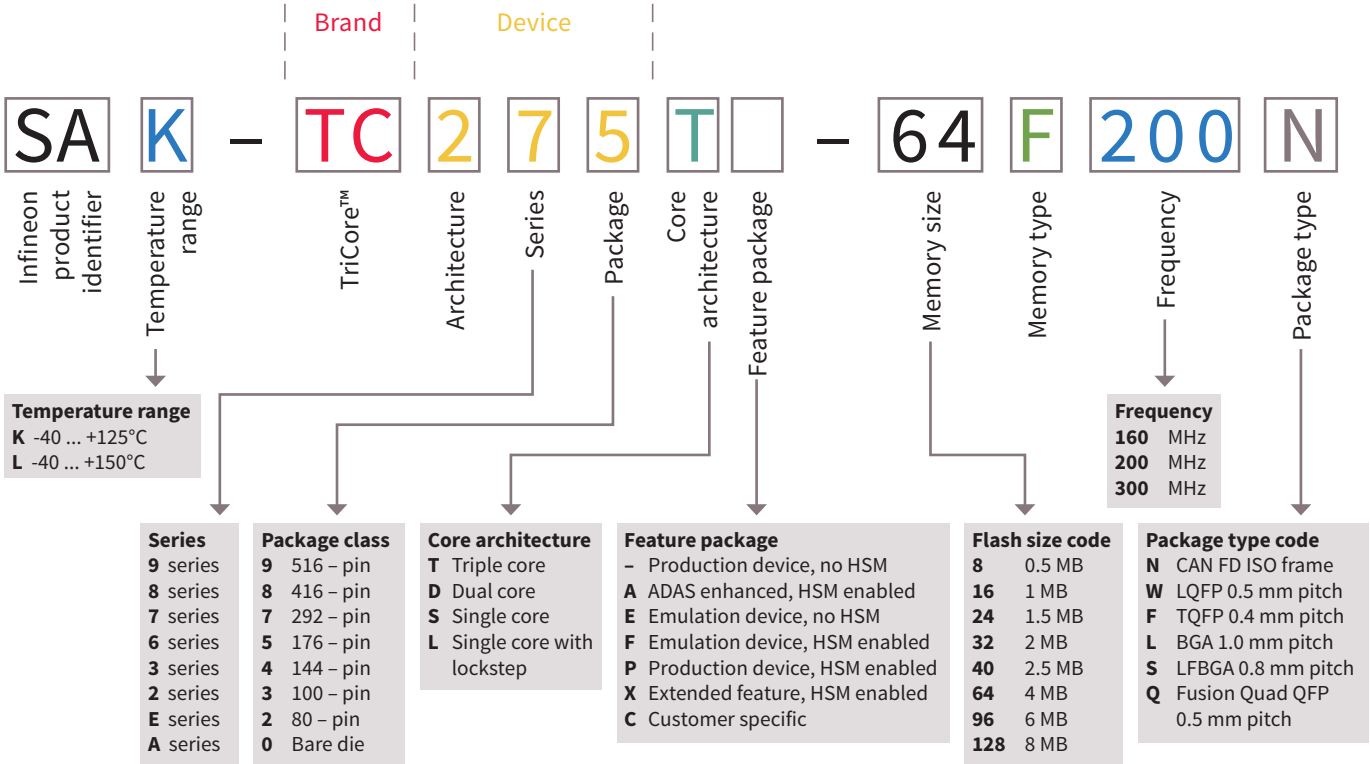 Brand
Device
SA K – TC 2 7 5 T – 64 F 200 N
Infineon
product
identifier
Temperature
range
TriCore™
Architecture
Series
Package
Core
architecture
Feature package
Memory size
Memory type
Frequency
Package type
Temperature range
K -40 ... +125°C
L -40 ... +150°C
Frequency
160 MHz
200 MHz
300 MHz
Series
9 series
8 series
7 series
6 series
3 series
2 series
E series
A series
Package class
9 516 – pin
8 416 – pin
7 292 – pin
5 176 – pin
4 144 – pin
3 100 – pin
2 80 – pin
0 Bare die
Core architecture
T Triple core
D Dual core
S Single core
L Single core with
lockstep
Feature package
– Production device, no HSM
A ADAS enhanced, HSM enabled
E Emulation device, no HSM
F Emulation device, HSM enabled
P Production device, HSM enabled
X Extended feature, HSM enabled
C Customer specific
Flash size code
8 0.5 MB
16 1 MB
24 1.5 MB
32 2 MB
40 2.5 MB
64 4 MB
96 6 MB
128 8 MB
Package type code
N CAN FD ISO frame
W LQFP 0.5 mm pitch
F TQFP 0.4 mm pitch
L BGA 1.0 mm pitch
S LFBGA 0.8 mm pitch
Q Fusion Quad QFP
0.5 mm pitch